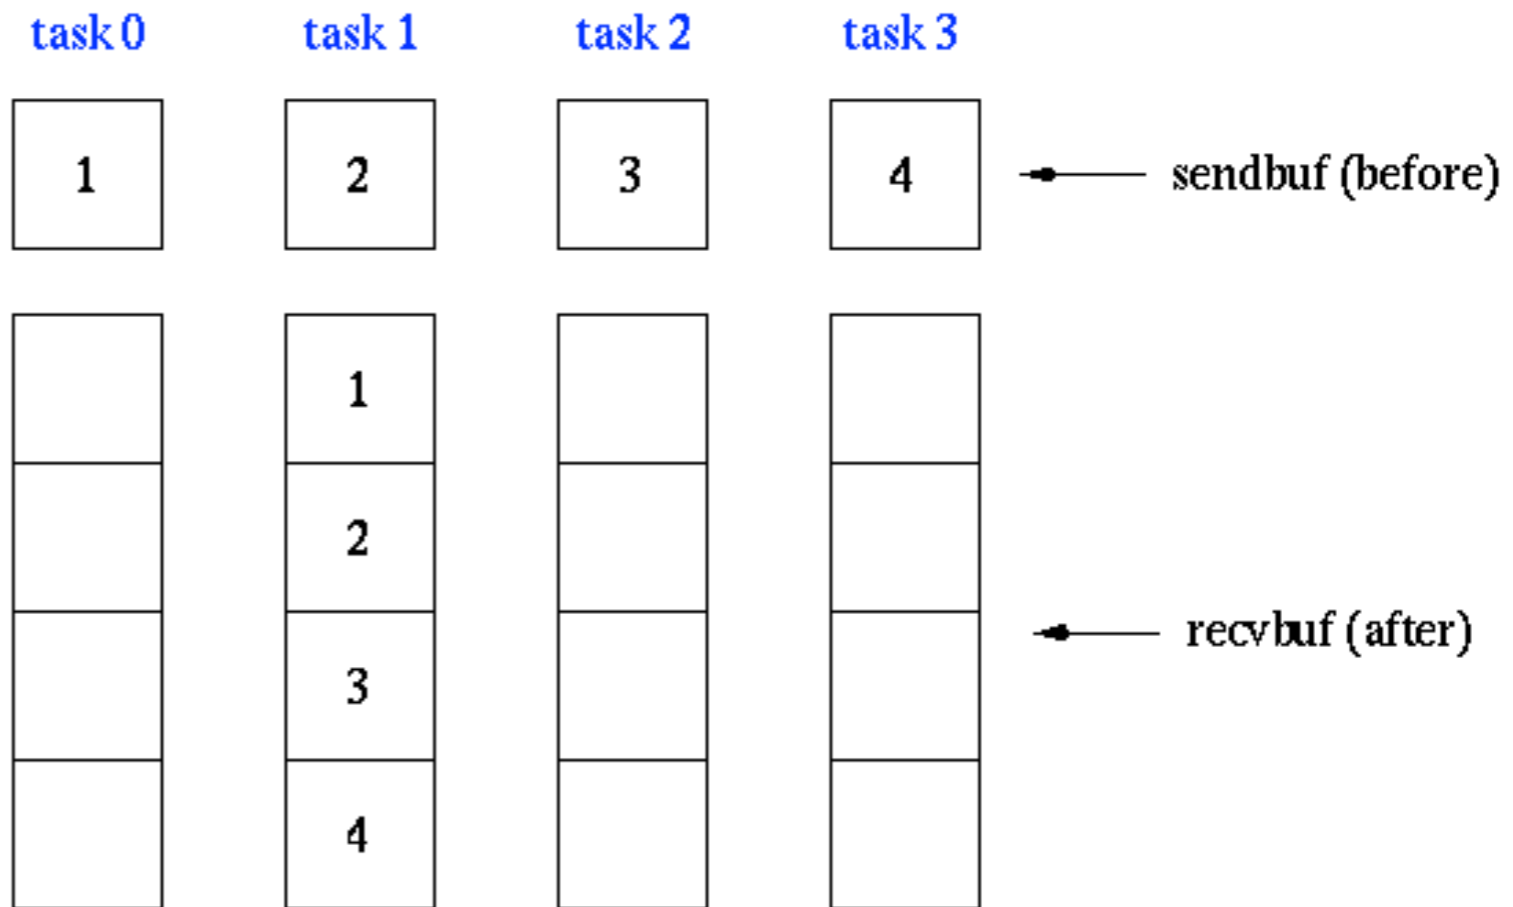 task 0 task 1 task 2 task 3
1 2 3 4 sendbuf (before)
1
2
3
recvbuf (after)
4